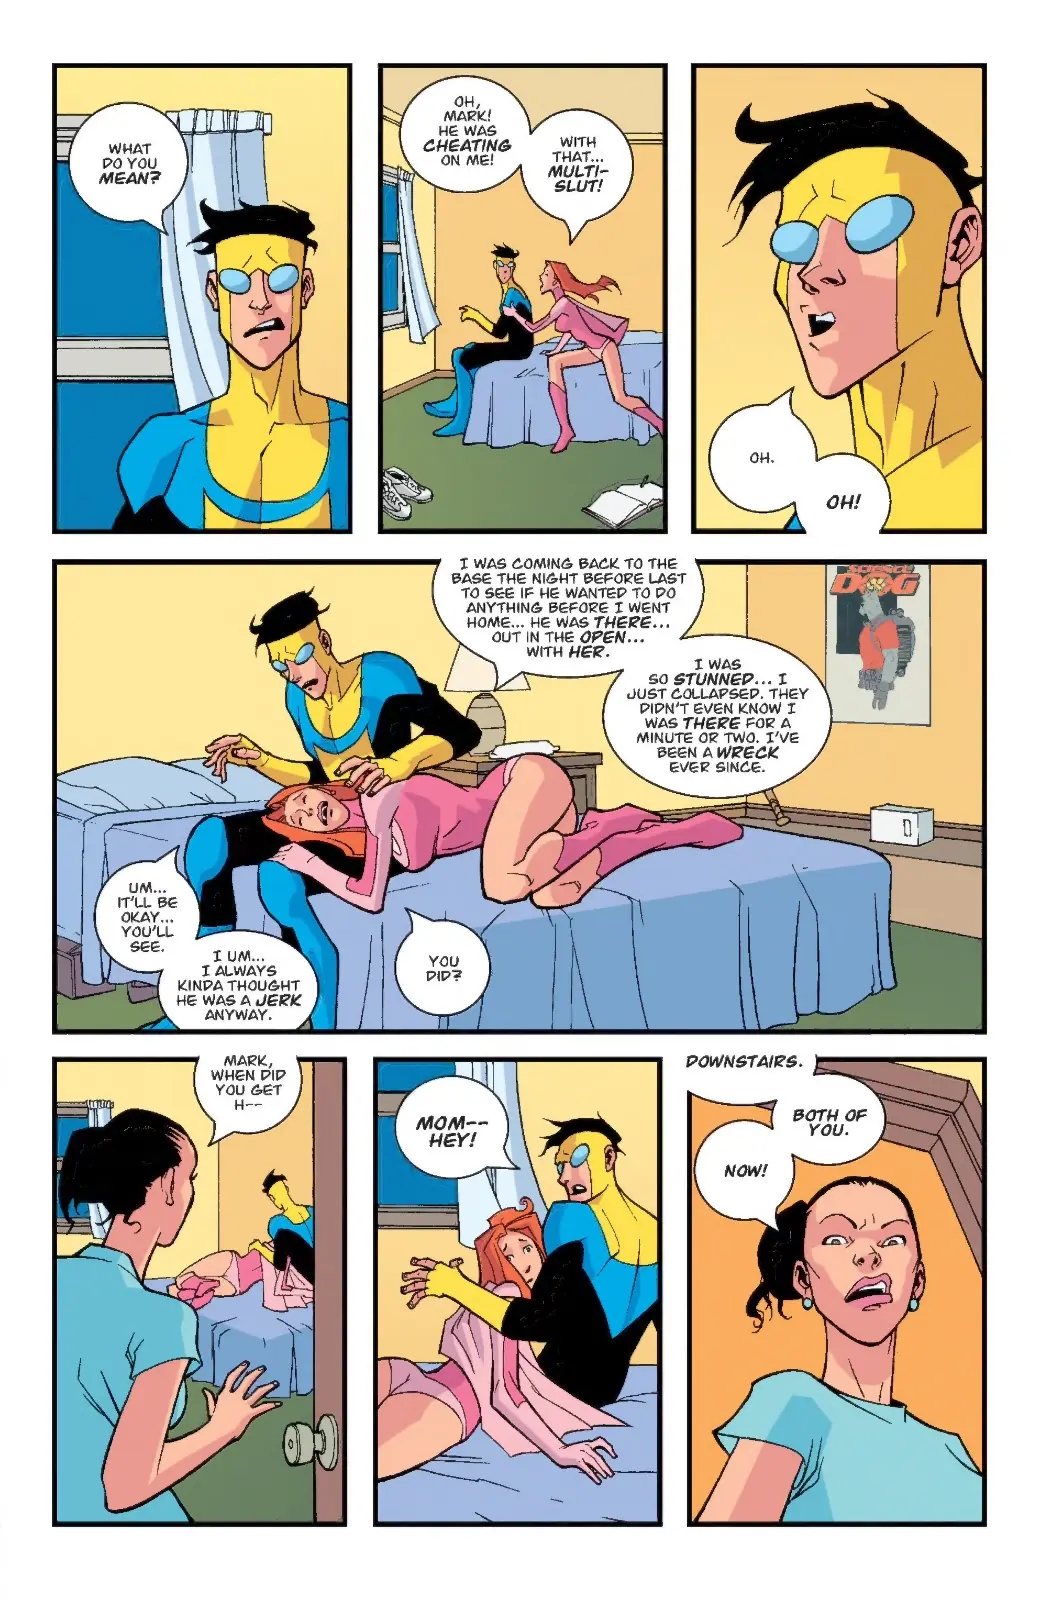 WHAT
DO YOU
MEAN?
OH,
MARK!
HE WAS
CHEATING
ON ME!
WITH
THAT...
MULTI-
SLUT!
OH.
OH!
I WAS COMING BACK TO THE
BASE THE NIGHT BEFORE LAST
TO SEE IF HE WANTED TO DO
ANYTHING BEFORE I WENT
HOME... HE WAS THERE...
OUT IN THE OPEN...
WITH HER.
I WAS
SO STUNNED... I
JUST COLLAPSED. THEY
DIDN'T EVEN KNOW I
WAS THERE FOR A
MINUTE OR TWO. I'VE
BEEN A WRECK
EVER SINCE.
SCIENCE
DOG
UM...
IT'LL BE
OKAY...
YOU'LL
SEE.
I UM...
I ALWAYS
KINDA THOUGHT
HE WAS A JERK
ANYWAY.
YOU
DID?
MARK,
WHEN DID
YOU GET
H--
MOM--
HEY!
DOWNSTAIRS.
BOTH OF
YOU.
NOW!